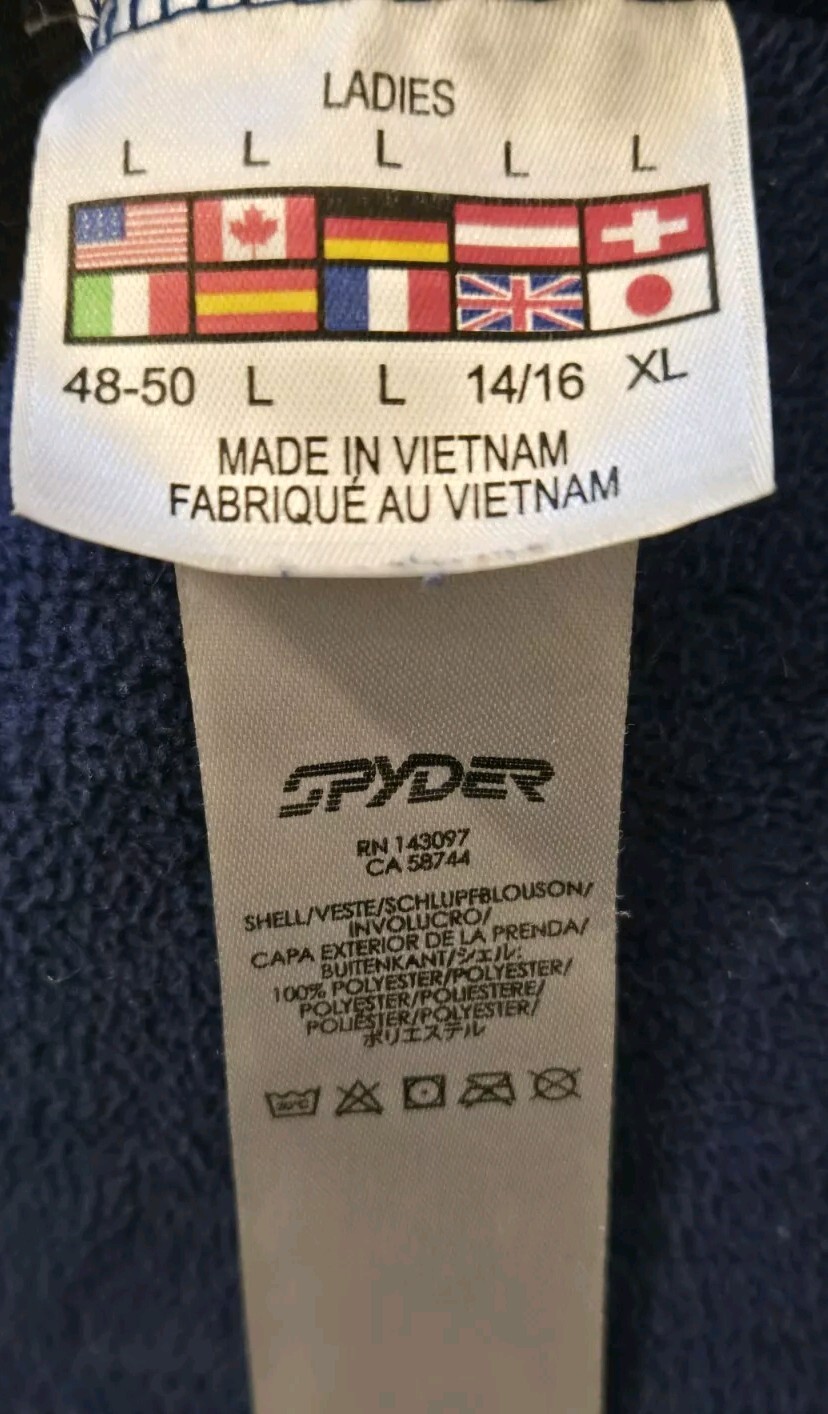 LADIES
L L L L L
48-50 L L 14/16 XL
MADE IN VIETNAM
FABRIQUÉ AU VIETNAM
SPYDER
RN 143097
CA 58744
SHELL/VESTE/SCHLUPFBLOUSON/
INVOLUCRO/
CAPA EXTERIOR DE LA PRENDA/
BUITENKANT/シェル:
100% POLYESTER/POLYESTER/
POLYESTER/POLIESTERE/
POLIÉSTER/POLYESTER/
ポリエステル
30°C